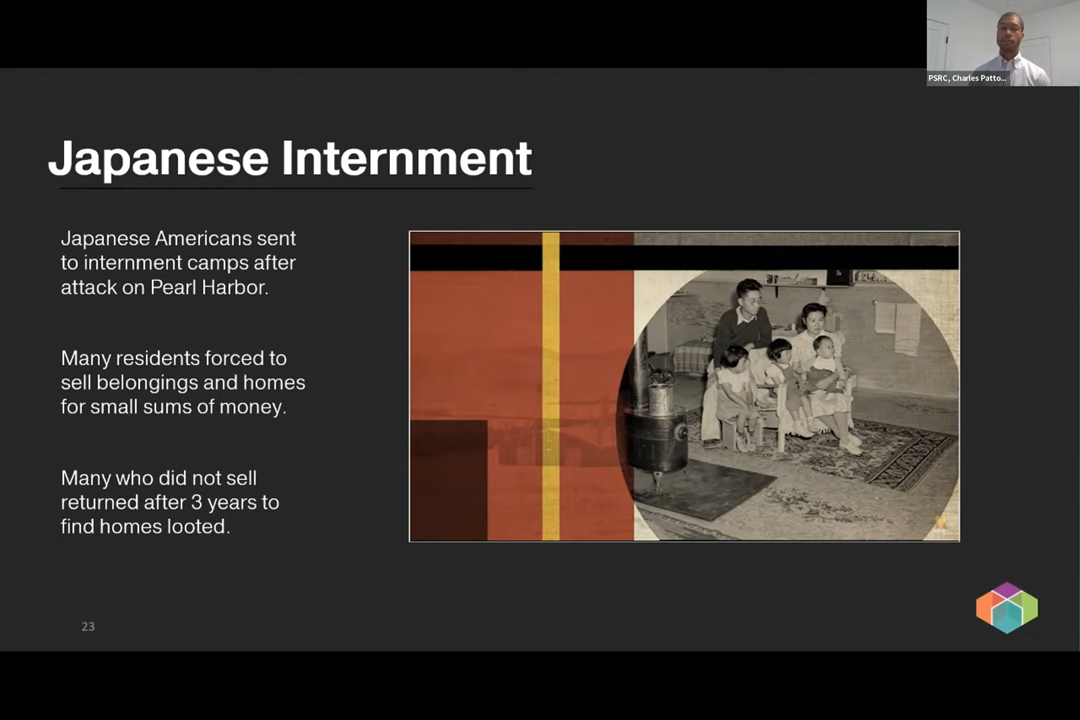 PSRC, Charles Patto...
Japanese Internment
Japanese Americans sent
to internment camps after
attack on Pearl Harbor.
Many residents forced to
sell belongings and homes
for small sums of money.
Many who did not sell
returned after 3 years to
find homes looted.
23